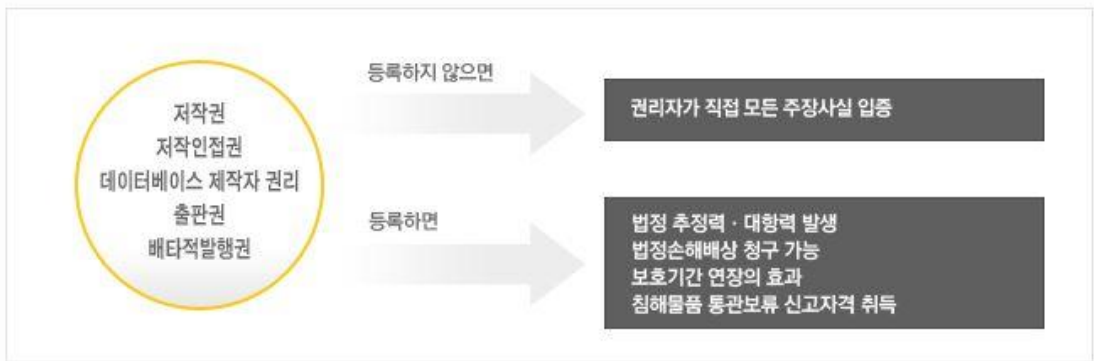 저작권
저작인접권
데이터베이스 제작자 권리
출판권
배타적발행권
등록하지 않으면
권리자가 직접 모든 주장사실 입증
등록하면
법정 추정력 · 대항력 발생
법정손해배상 청구 가능
보호기간 연장의 효과
침해물품 통관보류 신고자격 취득